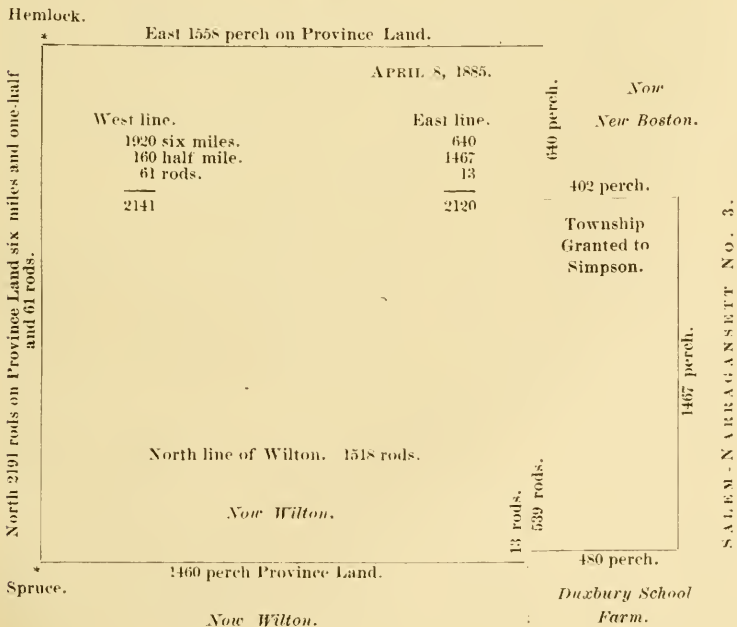 Hemlock.
East 1558 perch on Province Land.
APRIL 8, 1885.
West line.
1920 six miles.
160 half mile.
61 rods.
2141
East line.
640
1467
13
2120
640 perch.
Now
New Boston.
402 perch.
Township
Granted to
Simpson.
North 2191 rods on Province Land six miles and one-half
and 61 rods.
1467 perch.
SALEM-NARRAGANSETT NO. 3.
North line of Wilton. 1518 rods.
Now Wilton.
13 rods.
539 rods.
1460 perch Province Land.
480 perch.
Spruce.
Now Wilton.
Duxbury School
Farm.